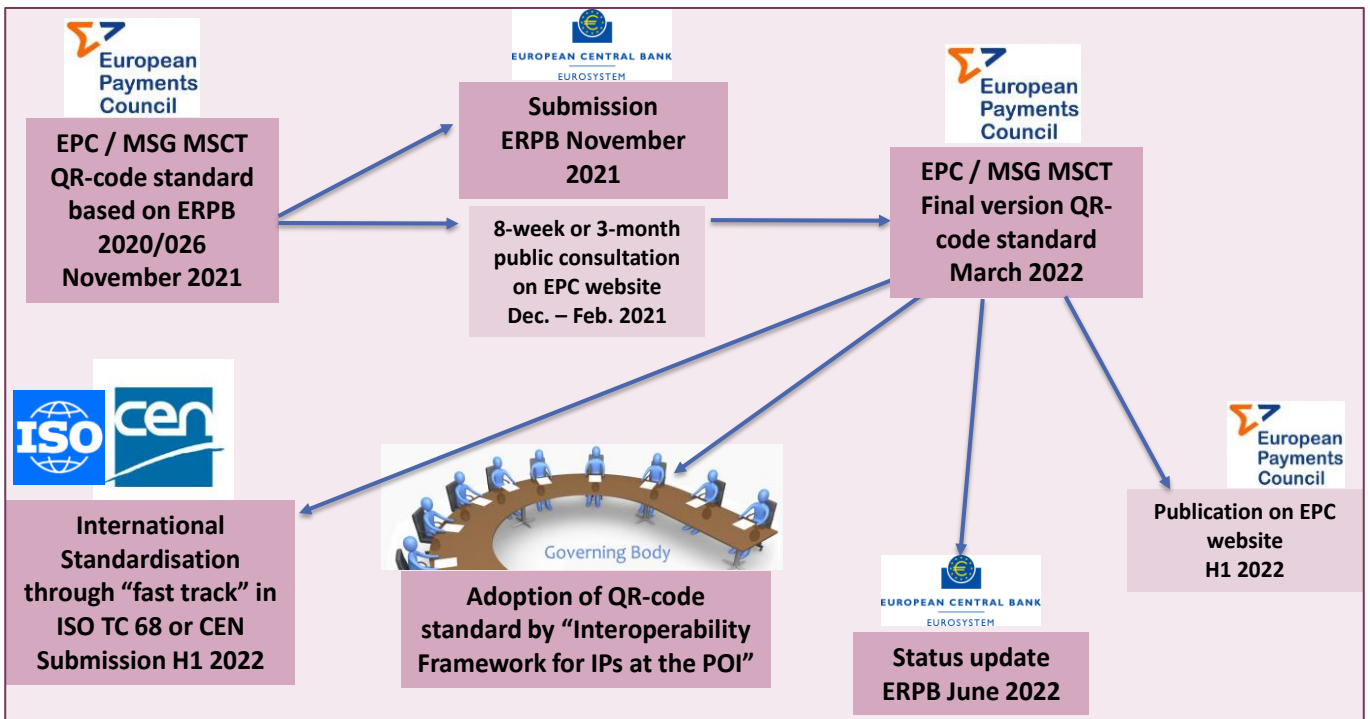 European
Payments
Council
EPC / MSG MSCT
QR-code standard
based on ERPB
2020/026
November 2021
EUROPEAN CENTRAL BANK
EUROSYSTEM
Submission
ERPB November
2021
8-week or 3-month
public consultation
on EPC website
Dec. – Feb. 2021
European
Payments
Council
EPC / MSG MSCT
Final version QR-
code standard
March 2022
ISO
cen
International
Standardisation
through “fast track” in
ISO TC 68 or CEN
Submission H1 2022
Governing Body
Adoption of QR-code
standard by “Interoperability
Framework for IPs at the POI”
EUROPEAN CENTRAL BANK
EUROSYSTEM
Status update
ERPB June 2022
European
Payments
Council
Publication on EPC
website
H1 2022